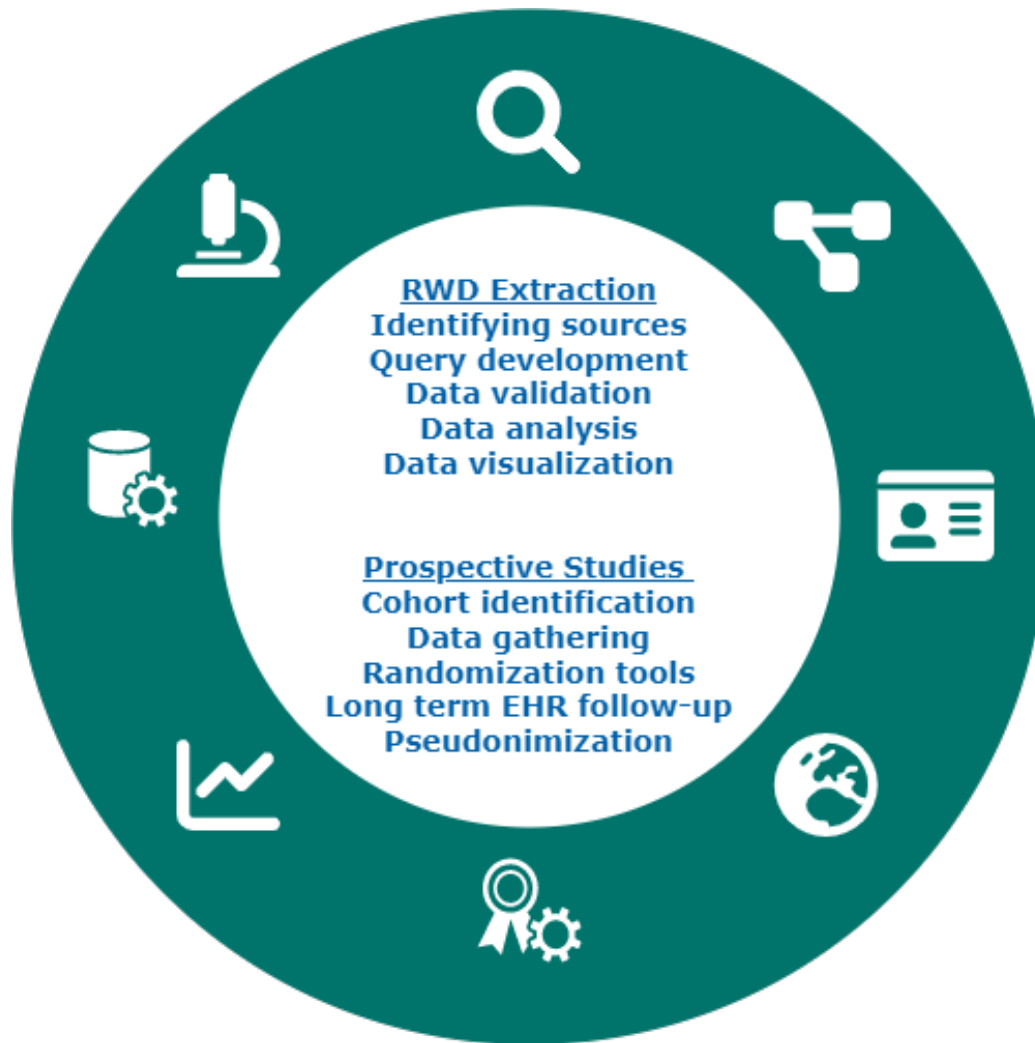 RWD Extraction
Identifying sources
Query development
Data validation
Data analysis
Data visualization
Prospective Studies
Cohort identification
Data gathering
Randomization tools
Long term EHR follow-up
Pseudonimization